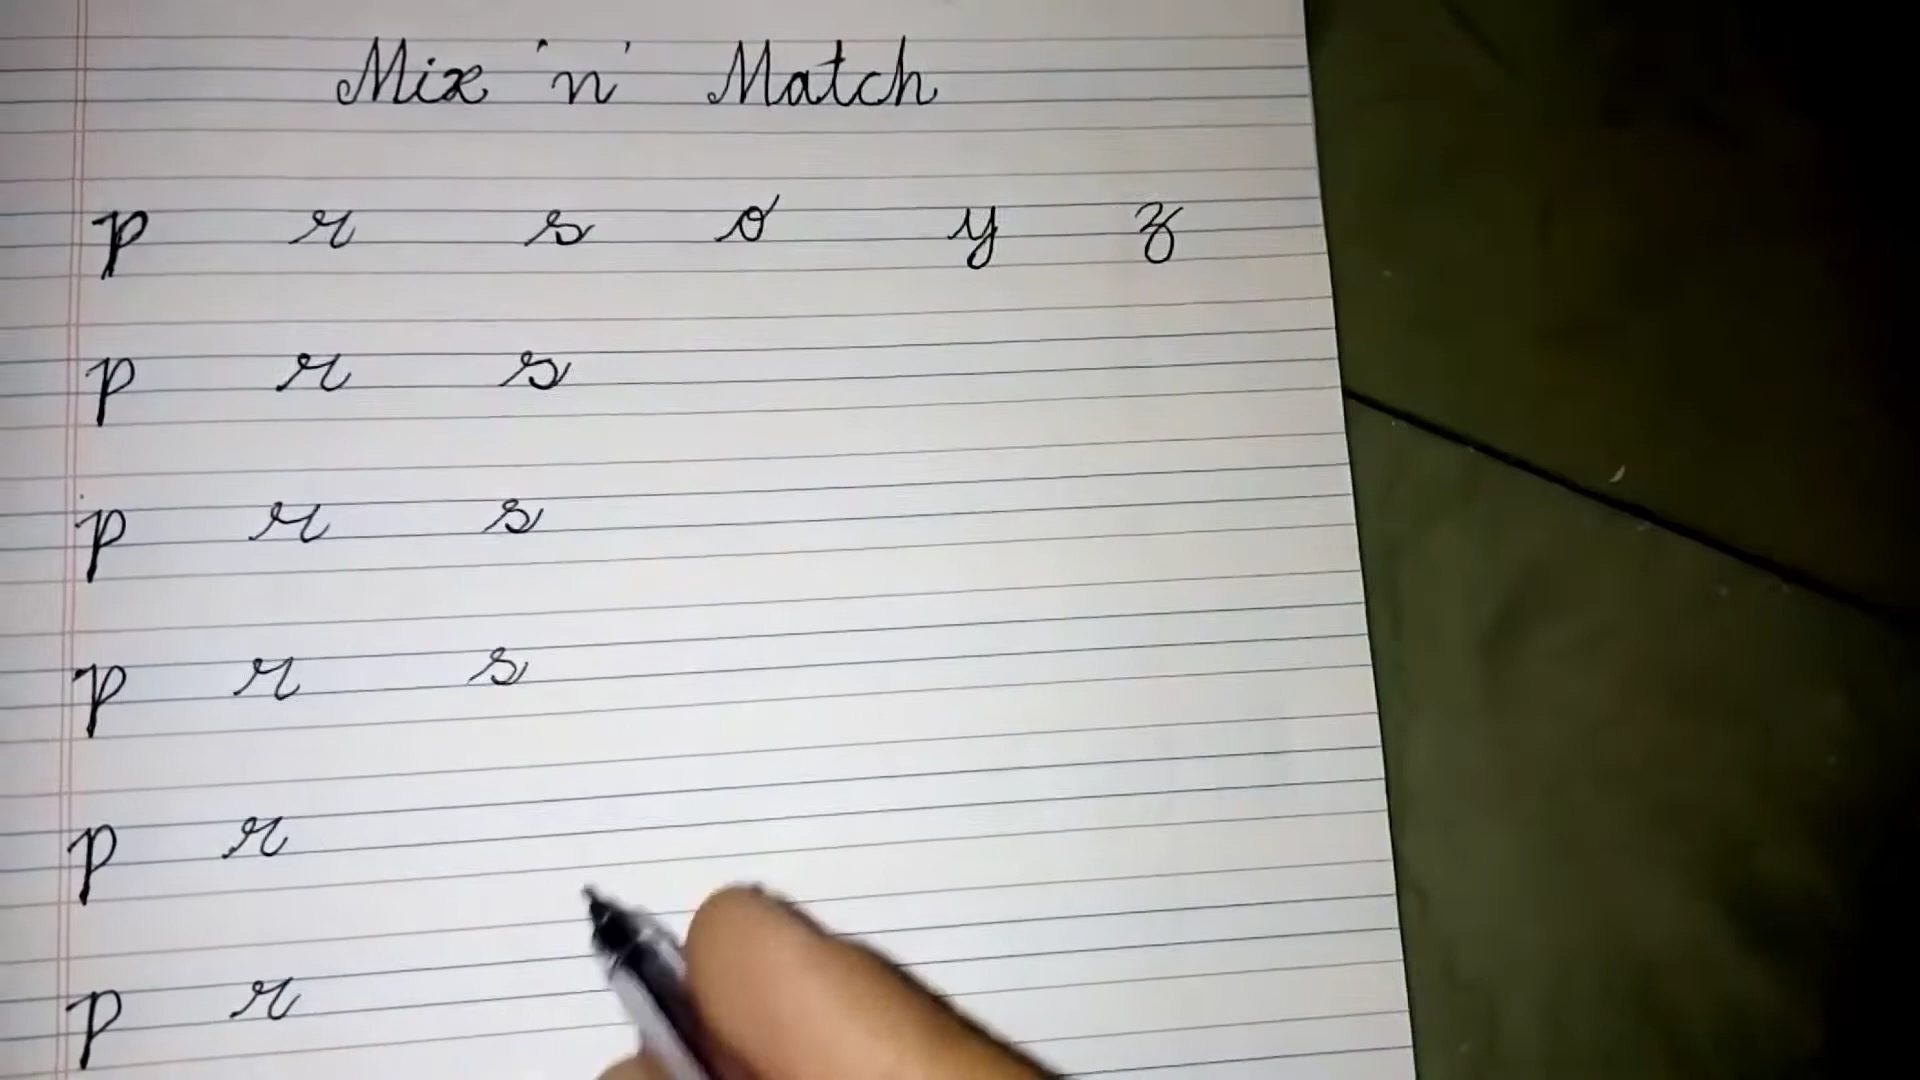 Mix 'n' Match
p r s o y z
p r s
p r s
p r s
p r
p r